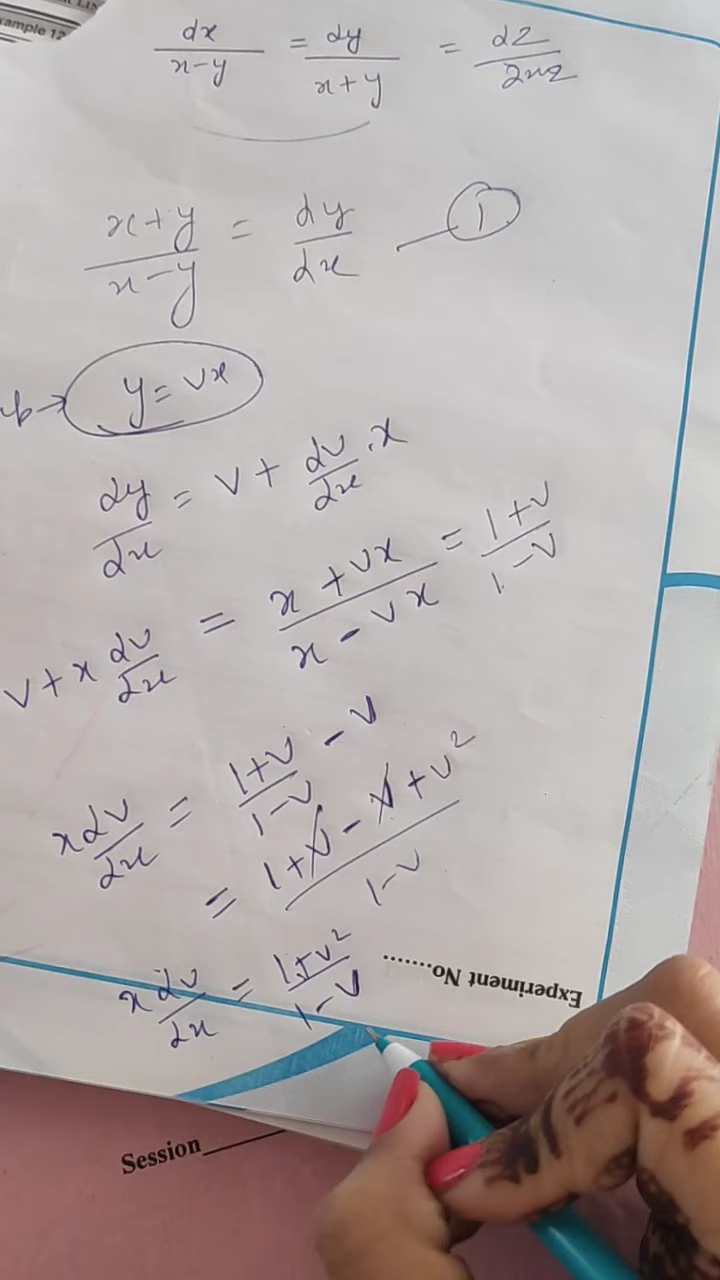 xample 12
dx/(x-y) = dy/(x+y) = dz/(2xz)
(x+y)/(x-y) = dy/dx — ①
→ y = vx
dy/dx = v + dv/dx . x
v + x dv/dx = (x + vx)/(x - vx) = (1+v)/(1-v)
x dv/dx = (1+v)/(1-v) - v
= (1+v-v+v²)/(1-v)
x dv/dx = (1+v²)/(1-v)
Experiment No.......
Session